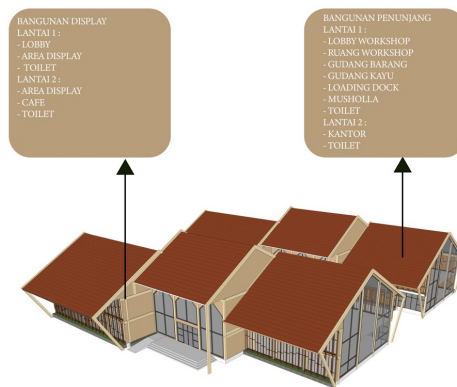 BANGUNAN DISPLAY
LANTAI 1 :
- LOBBY
- AREA DISPLAY
- TOILET
LANTAI 2 :
- AREA DISPLAY
- CAFE
- TOILET
BANGUNAN PENUNJANG
LANTAI 1 :
- LOBBY WORKSHOP
- RUANG WORKSHOP
- GUDANG BARANG
- GUDANG KAYU
- LOADING DOCK
- MUSHOLLA
- TOILET
LANTAI 2 :
- KANTOR
- TOILET